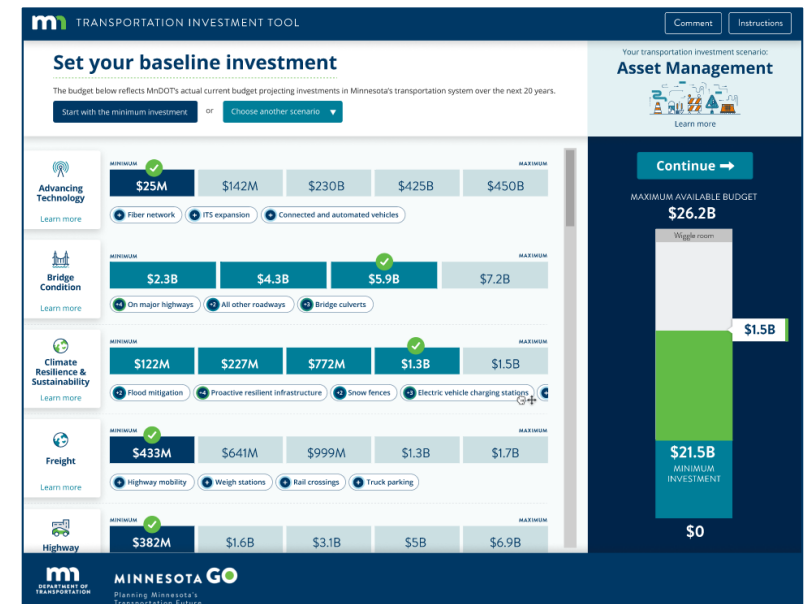 TRANSPORTATION INVESTMENT TOOL
Comment
Instructions
Set your baseline investment
The budget below reflects MnDOT's actual current budget projecting investments in Minnesota's transportation system over the next 20 years.
Start with the minimum investment
or
Choose another scenario
Your transportation investment scenario:
Asset Management
Learn more
Advancing
Technology
Learn more
MINIMUM
MAXIMUM
$25M
$142M
$230B
$425B
$450B
Fiber network
ITS expansion
Connected and automated vehicles
Bridge
Condition
Learn more
MINIMUM
MAXIMUM
$2.3B
$4.3B
$5.9B
$7.2B
+4 On major highways
+2 All other roadways
+3 Bridge culverts
Climate
Resilience &
Sustainability
Learn more
MINIMUM
MAXIMUM
$122M
$227M
$772M
$1.3B
$1.5B
+2 Flood mitigation
+4 Proactive resilient infrastructure
+2 Snow fences
+3 Electric vehicle charging stations
Freight
Learn more
MINIMUM
MAXIMUM
$433M
$641M
$999M
$1.3B
$1.7B
Highway mobility
Weigh stations
Rail crossings
Truck parking
Highway
MINIMUM
MAXIMUM
$382M
$1.6B
$3.1B
$5B
$6.9B
Continue
MAXIMUM AVAILABLE BUDGET
$26.2B
Wiggle room
$1.5B
$21.5B
MINIMUM
INVESTMENT
$0
DEPARTMENT OF
TRANSPORTATION
MINNESOTA GO
Planning Minnesota's
Transportation Future